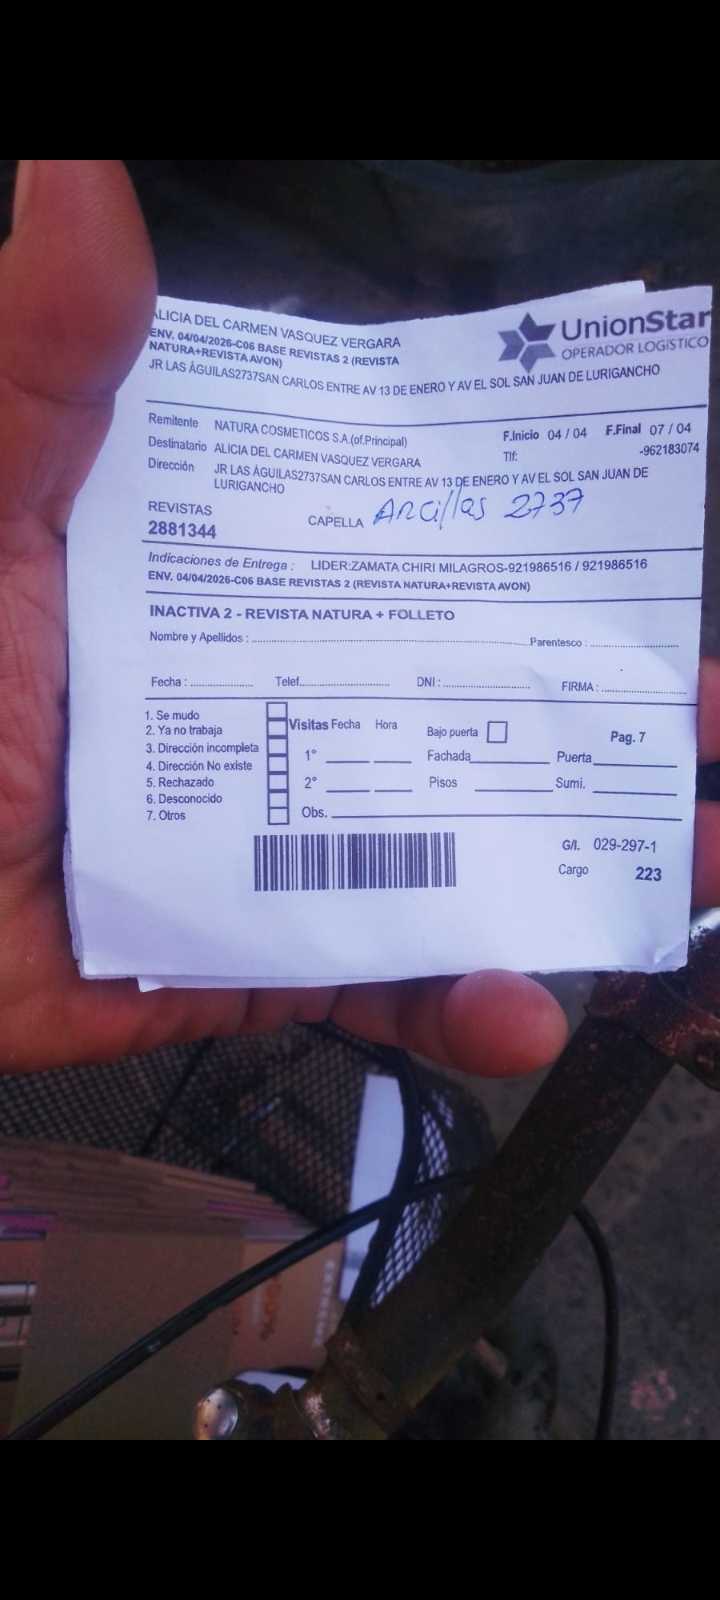 ALICIA DEL CARMEN VASQUEZ VERGARA
ENV. 04/04/2026-C06 BASE REVISTAS 2 (REVISTA
NATURA+REVISTA AVON)
JR LAS ÁGUILAS2737SAN CARLOS ENTRE AV 13 DE ENERO Y AV EL SOL SAN JUAN DE LURIGANCHO
UnionStar
OPERADOR LOGÍSTICO
Remitente NATURA COSMETICOS S.A.(of.Principal)
F.Inicio 04 / 04 F.Final 07 / 04
Destinatario ALICIA DEL CARMEN VASQUEZ VERGARA
Tlf: -962183074
Dirección JR LAS ÁGUILAS2737SAN CARLOS ENTRE AV 13 DE ENERO Y AV EL SOL SAN JUAN DE
LURIGANCHO
REVISTAS
2881344
CAPELLA Arcillas 2737
Indicaciones de Entrega : LIDER:ZAMATA CHIRI MILAGROS-921986516 / 921986516
ENV. 04/04/2026-C06 BASE REVISTAS 2 (REVISTA NATURA+REVISTA AVON)
INACTIVA 2 - REVISTA NATURA + FOLLETO
Nombre y Apellidos : Parentesco :
Fecha : Telef. DNI : FIRMA :
1. Se mudo
2. Ya no trabaja
3. Dirección incompleta
4. Dirección No existe
5. Rechazado
6. Desconocido
7. Otros
Visitas Fecha Hora Bajo puerta Pag. 7
1° Fachada Puerta
2° Pisos Sumi.
Obs.
G/I. 029-297-1
Cargo 223